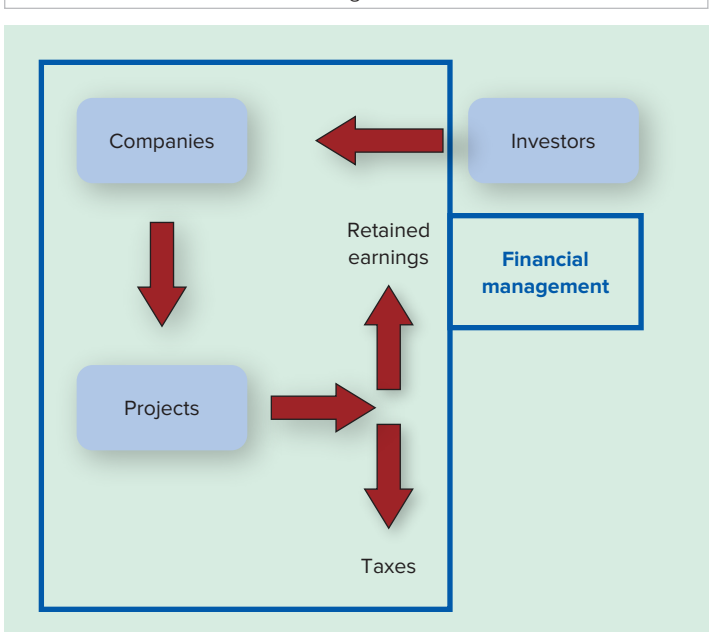 Companies
Investors
Retained
earnings
Financial
management
Projects
Taxes